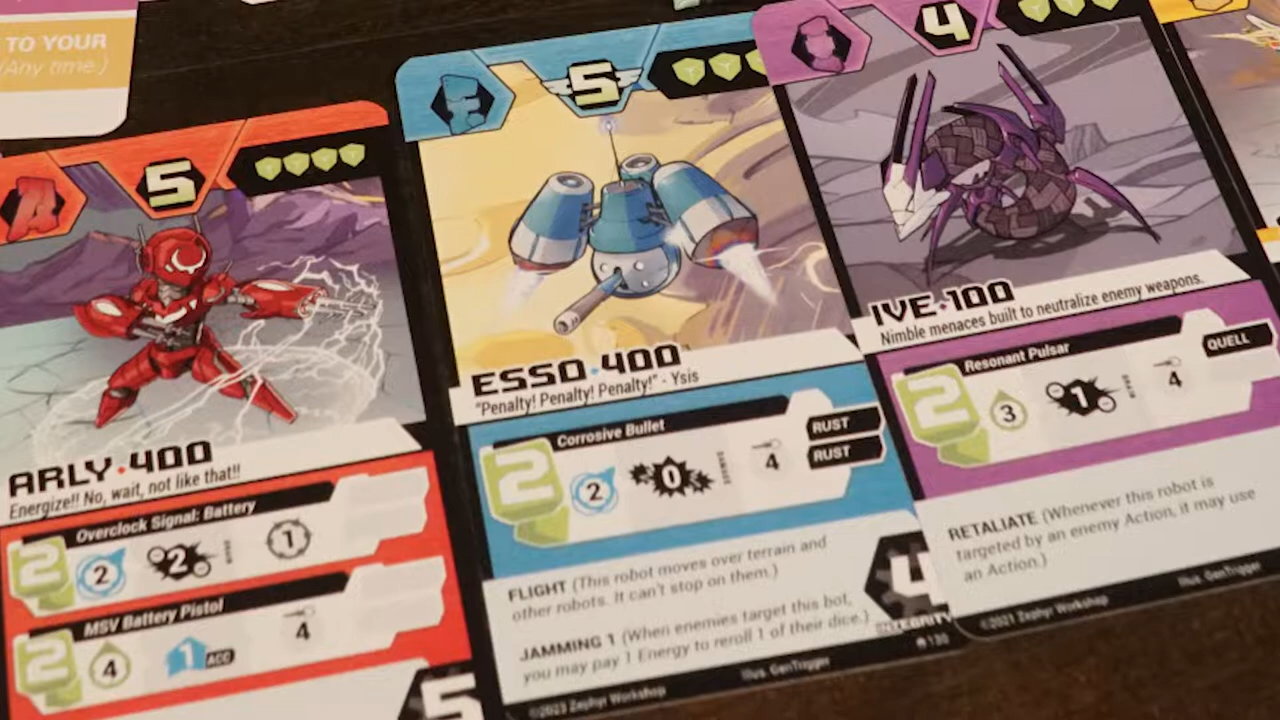 TO YOUR
(Any time.)
5
ARLY·400
Energize!! No, wait, not like that!!
Overclock Signal: Battery
2
2
2
1
MSV Battery Pistol
2
4
1 ACC
4
5
5
ESSO·400
"Penalty! Penalty! Penalty!" - Ysis
Corrosive Bullet
2
2
0
DAMAGE
4
RUST
RUST
FLIGHT (This robot moves over terrain and
other robots. It can't stop on them.)
JAMMING 1 (When enemies target this bot,
you may pay 1 Energy to reroll 1 of their dice.)
4
INTEGRITY
130
©2023 Zephyr Workshop
Illus. GenTrigger
4
IVE·100
Nimble menaces built to neutralize enemy weapons.
Resonant Pulsar
2
3
1
DRAIN
4
QUELL
RETALIATE (Whenever this robot is
targeted by an enemy Action, it may use
an Action.)
©2021 Zephyr Workshop
Illus. GenTrigger